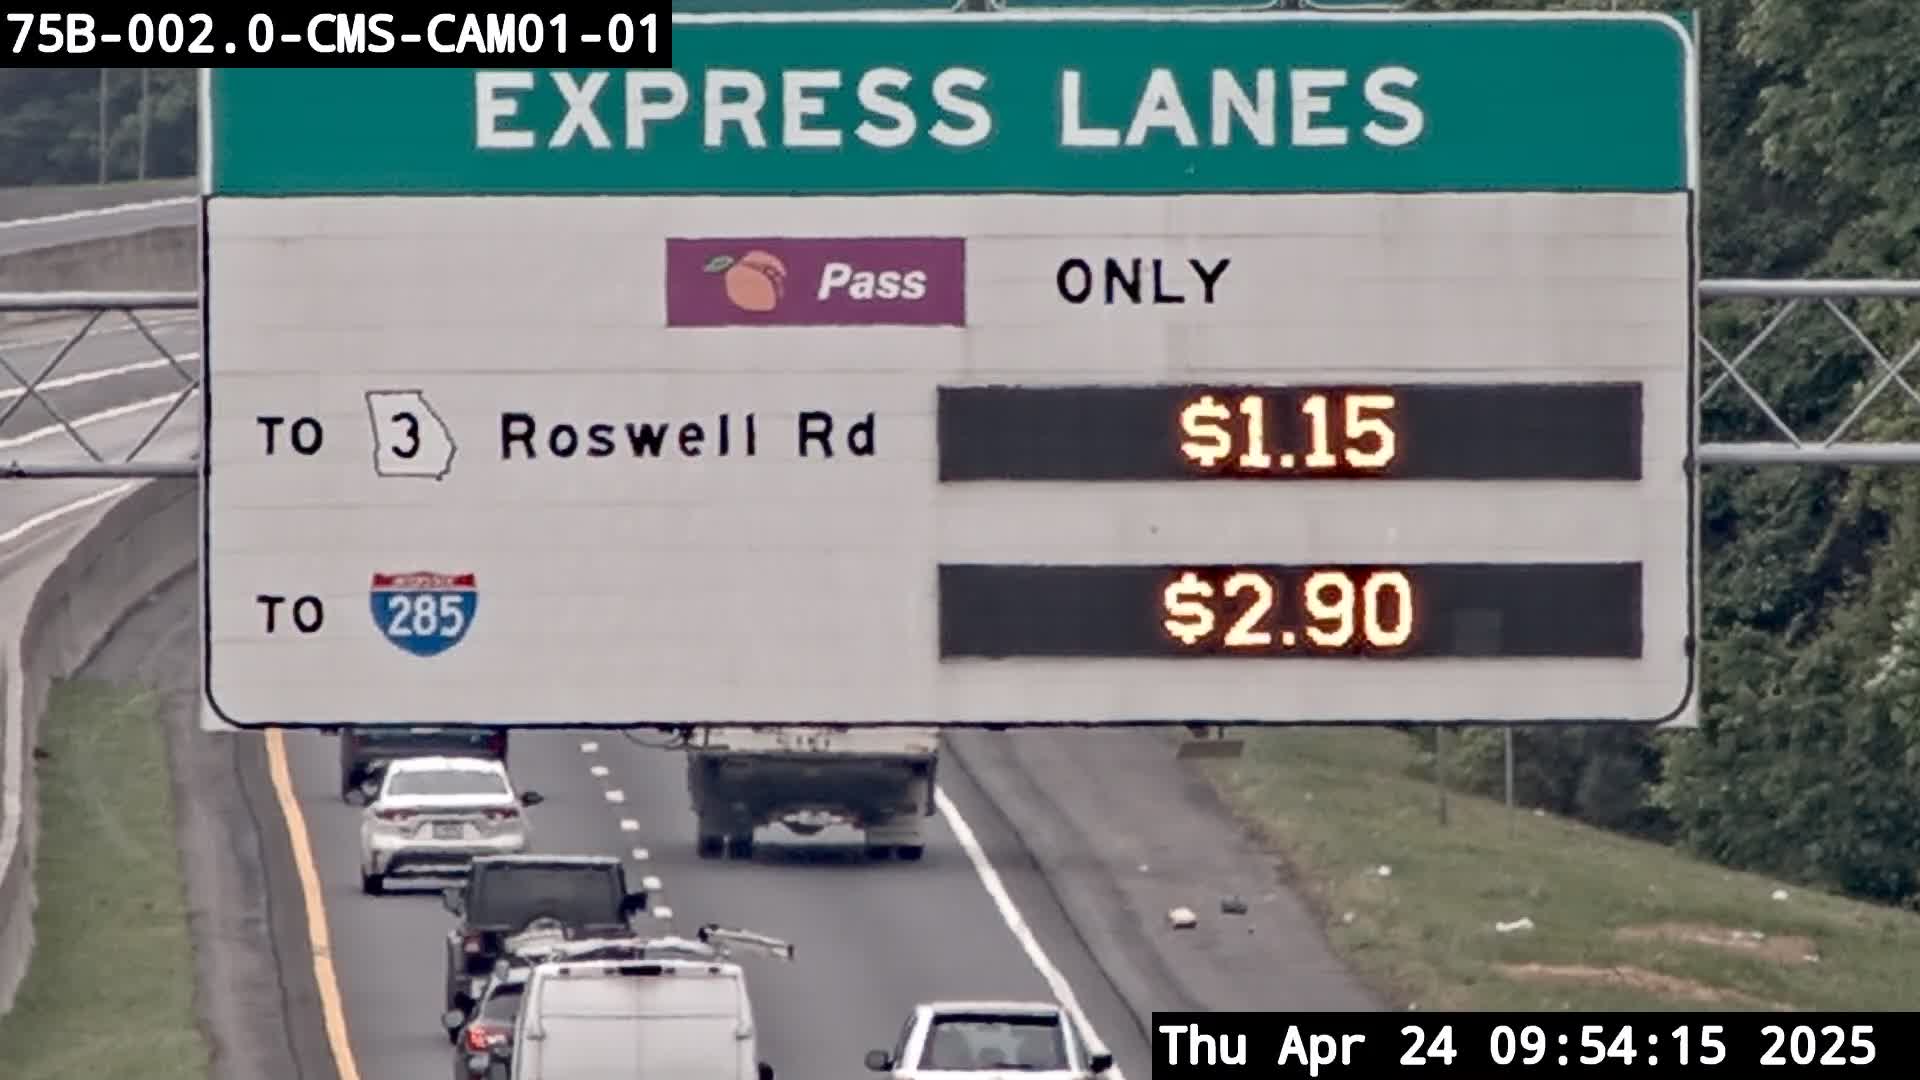 75B-002.0-CMS-CAM01-01
EXPRESS LANES
Pass ONLY
TO 3 Roswell Rd $1.15
INTERSTATE
TO 285 $2.90
Thu Apr 24 09:54:15 2025